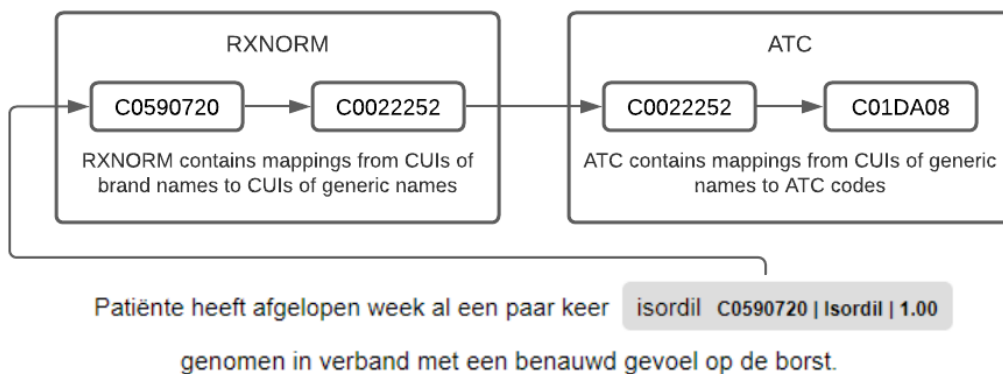 RXNORM
C0590720
C0022252
RXNORM contains mappings from CUIs of
brand names to CUIs of generic names
ATC
C0022252
C01DA08
ATC contains mappings from CUIs of generic
names to ATC codes
Patiënte heeft afgelopen week al een paar keer isordil C0590720 | Isordil | 1.00
genomen in verband met een benauwd gevoel op de borst.